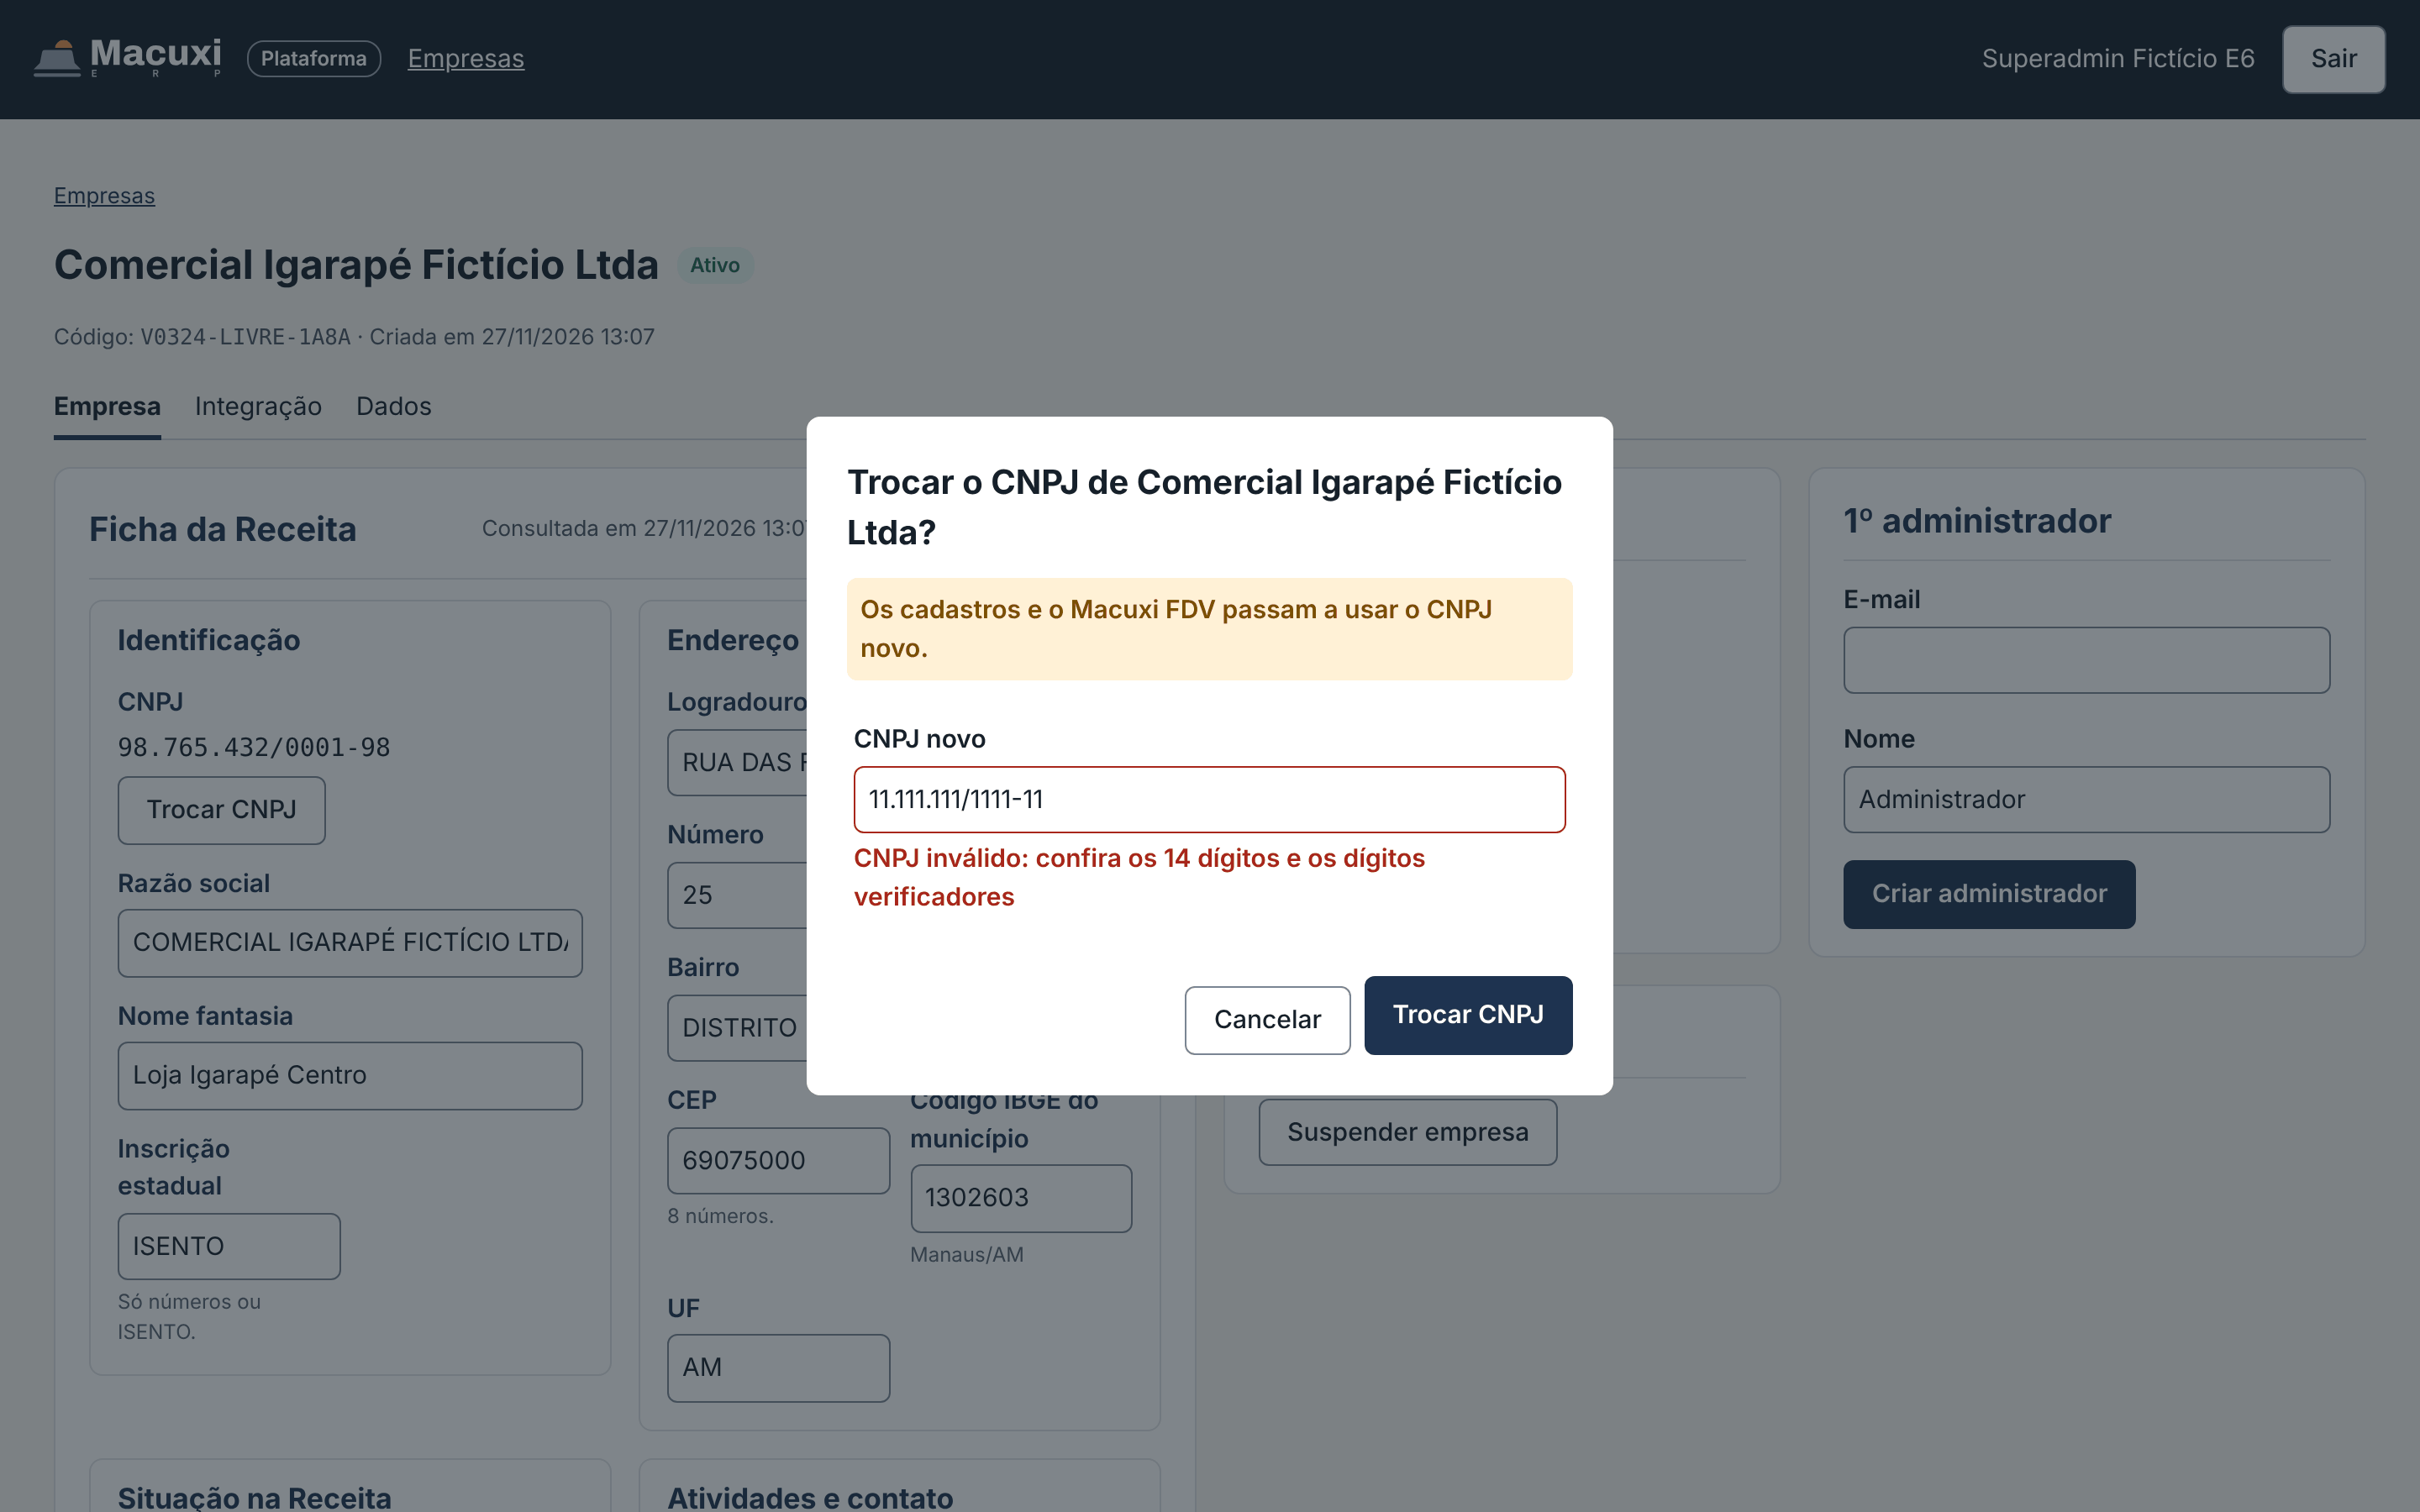 Macuxi
E R P
Plataforma
Empresas
Superadmin Fictício E6
Sair
Empresas
Comercial Igarapé Fictício Ltda
Ativo
Código: V0324-LIVRE-1A8A · Criada em 27/11/2026 13:07
Empresa
Integração
Dados
Ficha da Receita
Consultada em 27/11/2026
Identificação
CNPJ
98.765.432/0001-98
Trocar CNPJ
Razão social
COMERCIAL IGARAPÉ FICTÍCIO
Nome fantasia
Loja Igarapé Centro
Inscrição
estadual
ISENTO
Só números ou
ISENTO.
Endereço
Logradouro
RUA DAS
Número
25
Bairro
DISTRITO
CEP
69075000
8 números.
Código IBGE do
município
1302603
Manaus/AM
UF
AM
Situação na Receita
Atividades e contato
Trocar o CNPJ de Comercial Igarapé Fictício
Ltda?
Os cadastros e o Macuxi FDV passam a usar o CNPJ
novo.
CNPJ novo
11.111.111/1111-11
CNPJ inválido: confira os 14 dígitos e os dígitos
verificadores
Cancelar
Trocar CNPJ
Suspender empresa
1º administrador
E-mail
Nome
Administrador
Criar administrador